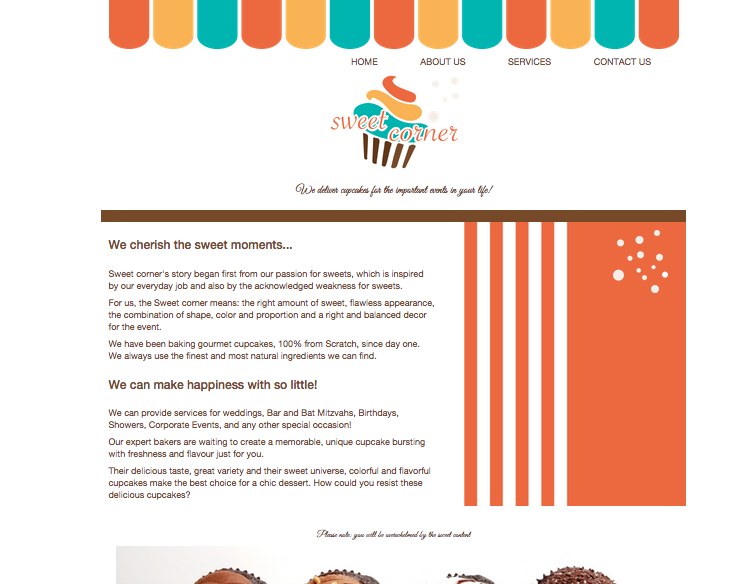 HOME ABOUT US SERVICES CONTACT US
sweet corner
We deliver cupcakes for the important events in your life!
We cherish the sweet moments...
Sweet corner's story began first from our passion for sweets, which is inspired
by our everyday job and also by the acknowledged weakness for sweets.
For us, the Sweet corner means: the right amount of sweet, flawless appearance,
the combination of shape, color and proportion and a right and balanced decor
for the event.
We have been baking gourmet cupcakes, 100% from Scratch, since day one.
We always use the finest and most natural ingredients we can find.
We can make happiness with so little!
We can provide services for weddings, Bar and Bat Mitzvahs, Birthdays,
Showers, Corporate Events, and any other special occasion!
Our expert bakers are waiting to create a memorable, unique cupcake bursting
with freshness and flavour just for you.
Their delicious taste, great variety and their sweet universe, colorful and flavorful
cupcakes make the best choice for a chic dessert. How could you resist these
delicious cupcakes?
Please note: you will be overwhelmed by the sweet content